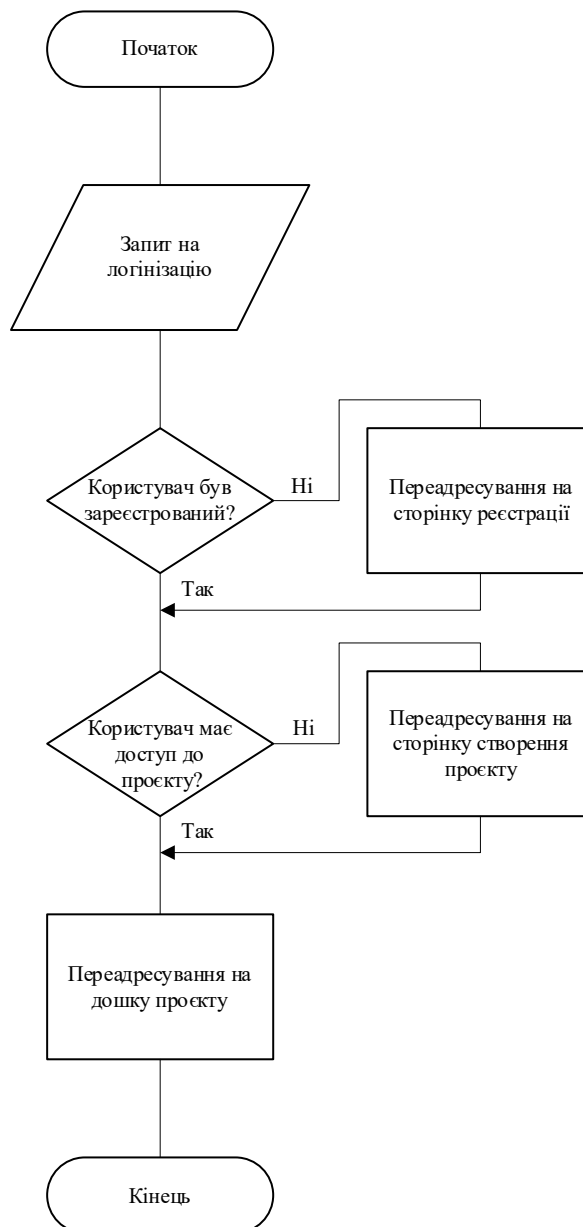 Початок
Запит на
логінізацію
Користувач був
зареєстрований?
Ні
Переадресування на
сторінку реєстрації
Так
Користувач має
доступ до
проєкту?
Ні
Переадресування на
сторінку створення
проєкту
Так
Переадресування на
дошку проєкту
Кінець